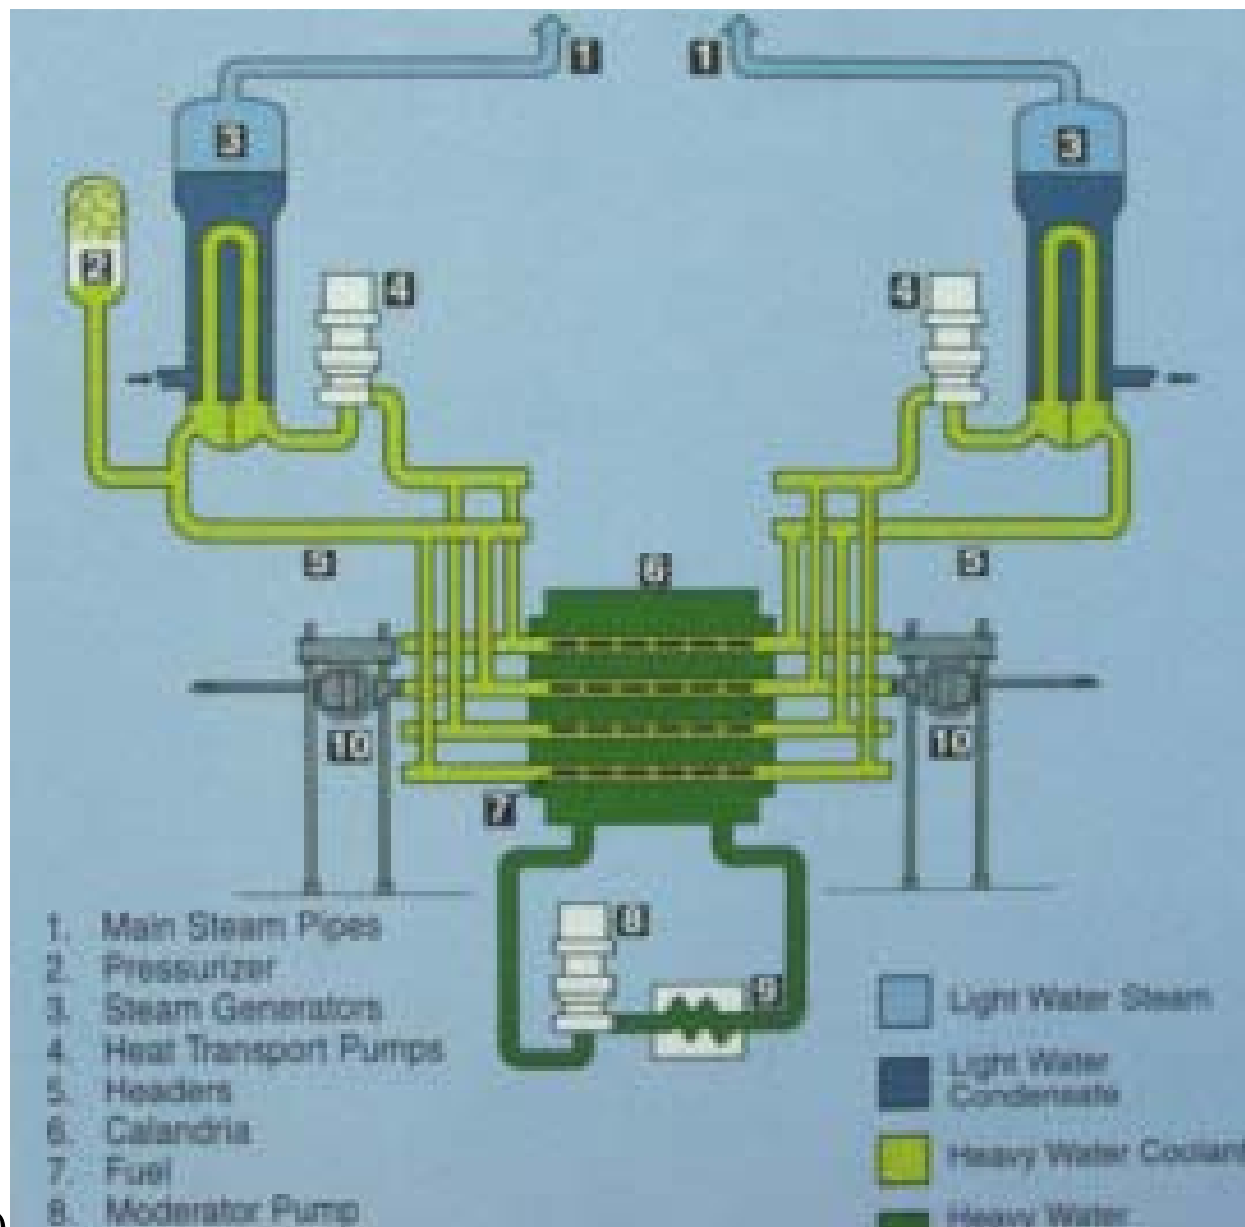 1
1
3
3
2
4
4
5
5
6
10
10
7
8
9
1. Main Steam Pipes
2. Pressurizer
3. Steam Generators
4. Heat Transport Pumps
5. Headers
6. Calandria
7. Fuel
8. Moderator Pump
Light Water Steam
Light Water
Condensate
Heavy Water Coolant
Heavy Water